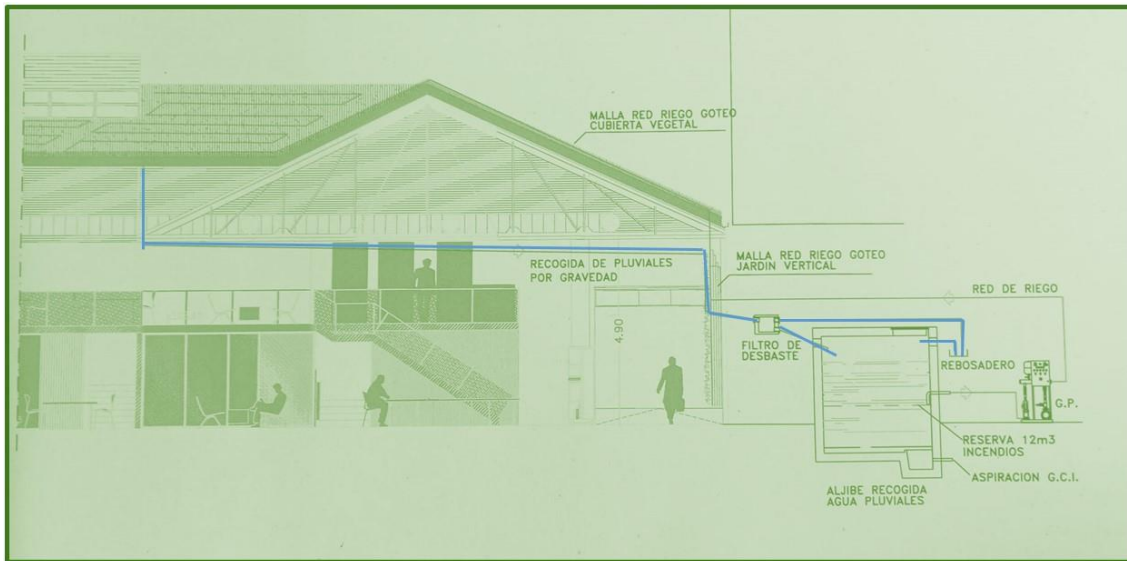 MALLA RED RIEGO GOTEO
CUBIERTA VEGETAL
MALLA RED RIEGO GOTEO
JARDIN VERTICAL
RECOGIDA DE PLUVIALES
POR GRAVEDAD
RED DE RIEGO
4.90
FILTRO DE
DESBASTE
REBOSADERO
G.P.
RESERVA 12m3
INCENDIOS
ASPIRACION G.C.I.
ALJIBE RECOGIDA
AGUA PLUVIALES